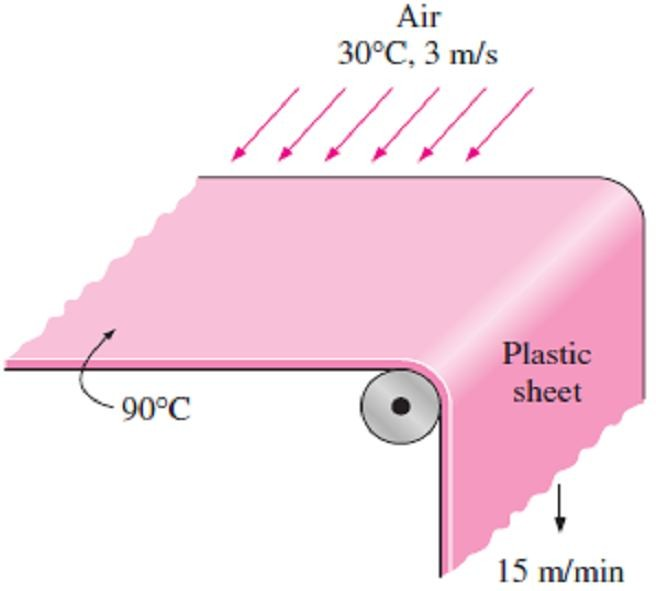 Air
30°C, 3 m/s
Plastic
sheet
90°C
15 m/min